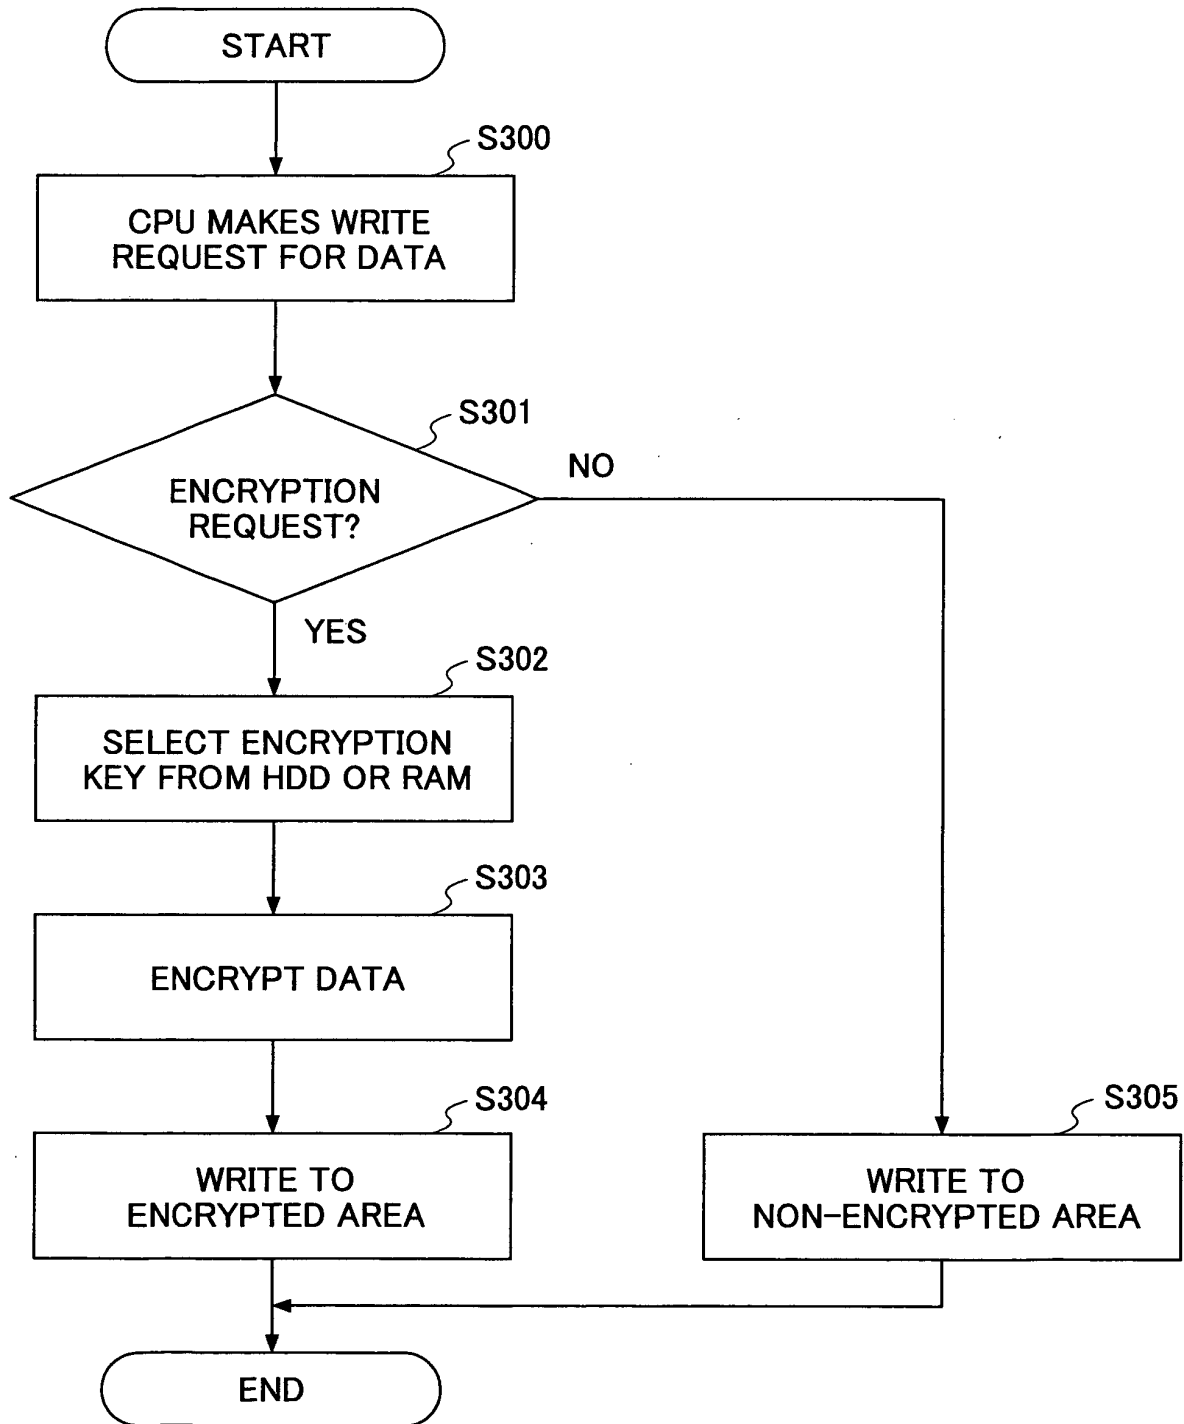 START
S300
CPU MAKES WRITE
REQUEST FOR DATA
S301
ENCRYPTION
REQUEST?
NO
YES
S302
SELECT ENCRYPTION
KEY FROM HDD OR RAM
S303
ENCRYPT DATA
S304
WRITE TO
ENCRYPTED AREA
S305
WRITE TO
NON-ENCRYPTED AREA
END